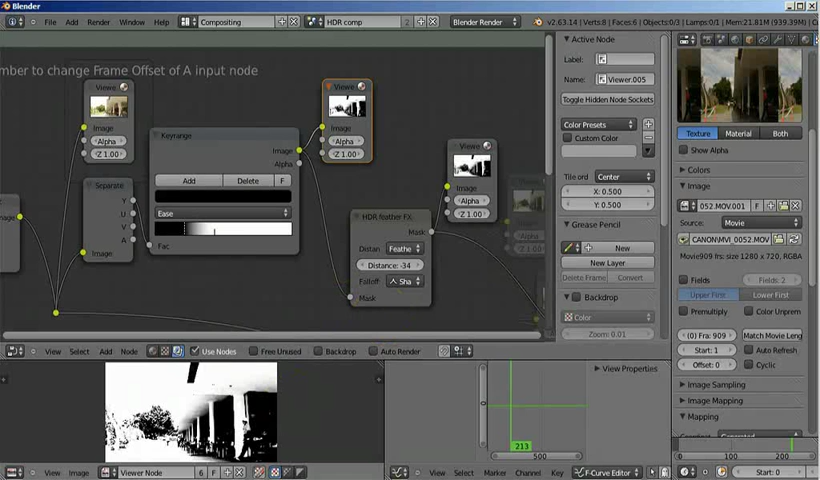 Blender
File Add Render Window Help Compositing HDR comp 2 Blender Render v2.63.14 | Verts:8 | Faces:6 | Objects:0/3 | Lamps:0/1 | Mem:21.81M (939.39M)
mber to change Frame Offset of A input node
Viewe
Image
Alpha
Z 1.00
Separate
Y
U
V
A
Image
Keyrange
Image
Alpha
Add Delete F
Ease
Fac
Viewe
Image
Alpha
Z 1.00
Viewe
Image
Alpha
Z 1.00
HDR feather FX
Mask
Distan Feathe
Distance: -34
Falloff: Sha
Mask
Active Node
Label:
Name: Viewer.005
Toggle Hidden Node Sockets
Color Presets
Custom Color
Tile ord Center
X: 0.500
Y: 0.500
Grease Pencil
New
New Layer
Delete Frame Convert
Backdrop
Color
Zoom: 0.01
Texture Material Both
Show Alpha
Colors
Image
052.MOV.001 F
Source: Movie
CANON\MVI_0052.MOV
Movie909 frs: size 1280 x 720, RGBA
Fields Fields: 2
Upper First Lower First
Premultiply Color Unprem
(0) Fra: 909 Match Movie Leng
Start: 1 Auto Refresh
Offset: 0 Cyclic
Image Sampling
Image Mapping
Mapping
View Select Add Node Use Nodes Free Unused Backdrop Auto Render
View Properties
213
500
0 100 200
View Image Viewer Node 6 F
View Select Marker Channel Key F-Curve Editor
Start: 0